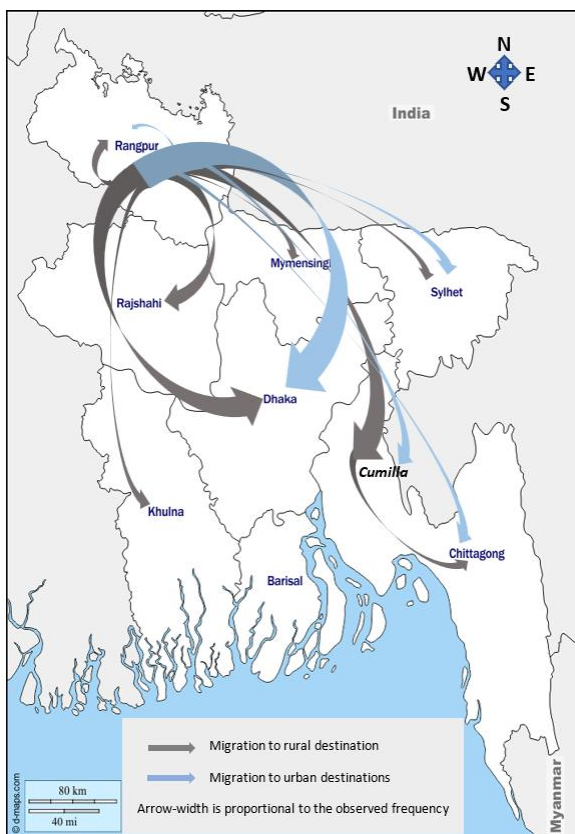 N
W E
S
India
Rangpur
Mymensingh
Sylhet
Rajshahi
Dhaka
Cumilla
Khulna
Chittagong
Barisal
Migration to rural destination
Migration to urban destinations
Arrow-width is proportional to the observed frequency
80 km
40 mi
© d-maps.com
Myanmar